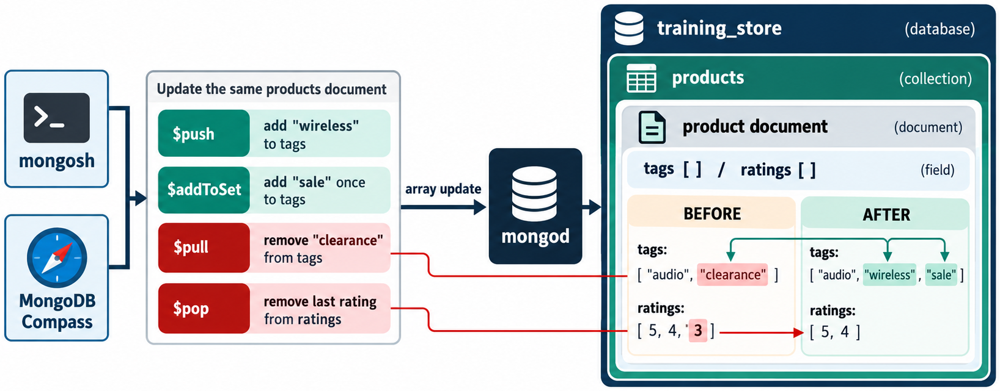 mongosh
MongoDB
Compass
Update the same products document
$push
add "wireless"
to tags
$addToSet
add "sale" once
to tags
$pull
remove "clearance"
from tags
$pop
remove last rating
from ratings
array update
mongod
training_store (database)
products (collection)
product document (document)
tags [ ] / ratings [ ] (field)
BEFORE
tags:
[ "audio", "clearance" ]
ratings:
[ 5, 4, 3 ]
AFTER
tags:
[ "audio", "wireless", "sale" ]
ratings:
[ 5, 4 ]